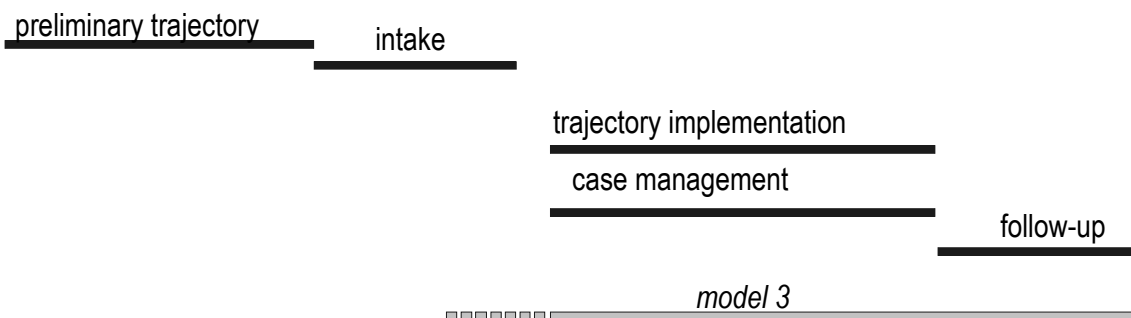 preliminary trajectory
intake
trajectory implementation
case management
follow-up
model 3